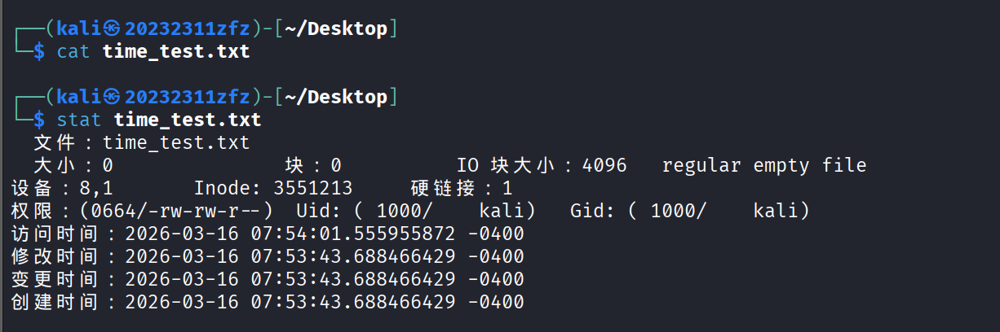 ┌──(kali㉿20232311zfz)-[~/Desktop]
└─$ cat time_test.txt
┌──(kali㉿20232311zfz)-[~/Desktop]
└─$ stat time_test.txt
文件：time_test.txt
大小：0 块：0 IO 块大小：4096 regular empty file
设备：8,1 Inode: 3551213 硬链接：1
权限：(0664/-rw-rw-r--) Uid: ( 1000/ kali) Gid: ( 1000/ kali)
访问时间：2026-03-16 07:54:01.555955872 -0400
修改时间：2026-03-16 07:53:43.688466429 -0400
变更时间：2026-03-16 07:53:43.688466429 -0400
创建时间：2026-03-16 07:53:43.688466429 -0400